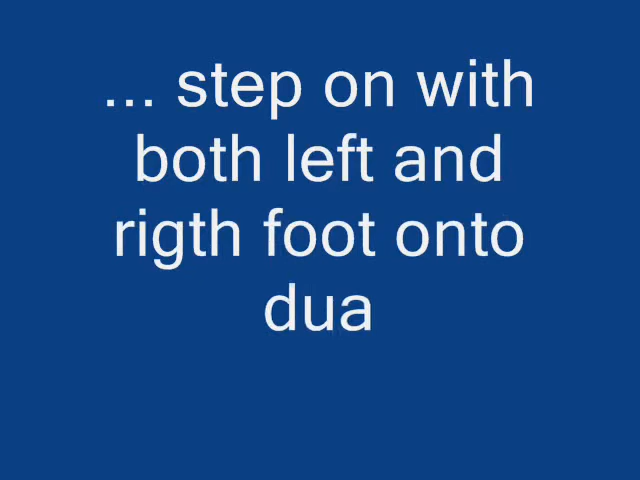 ... step on with
both left and
rigth foot onto
dua